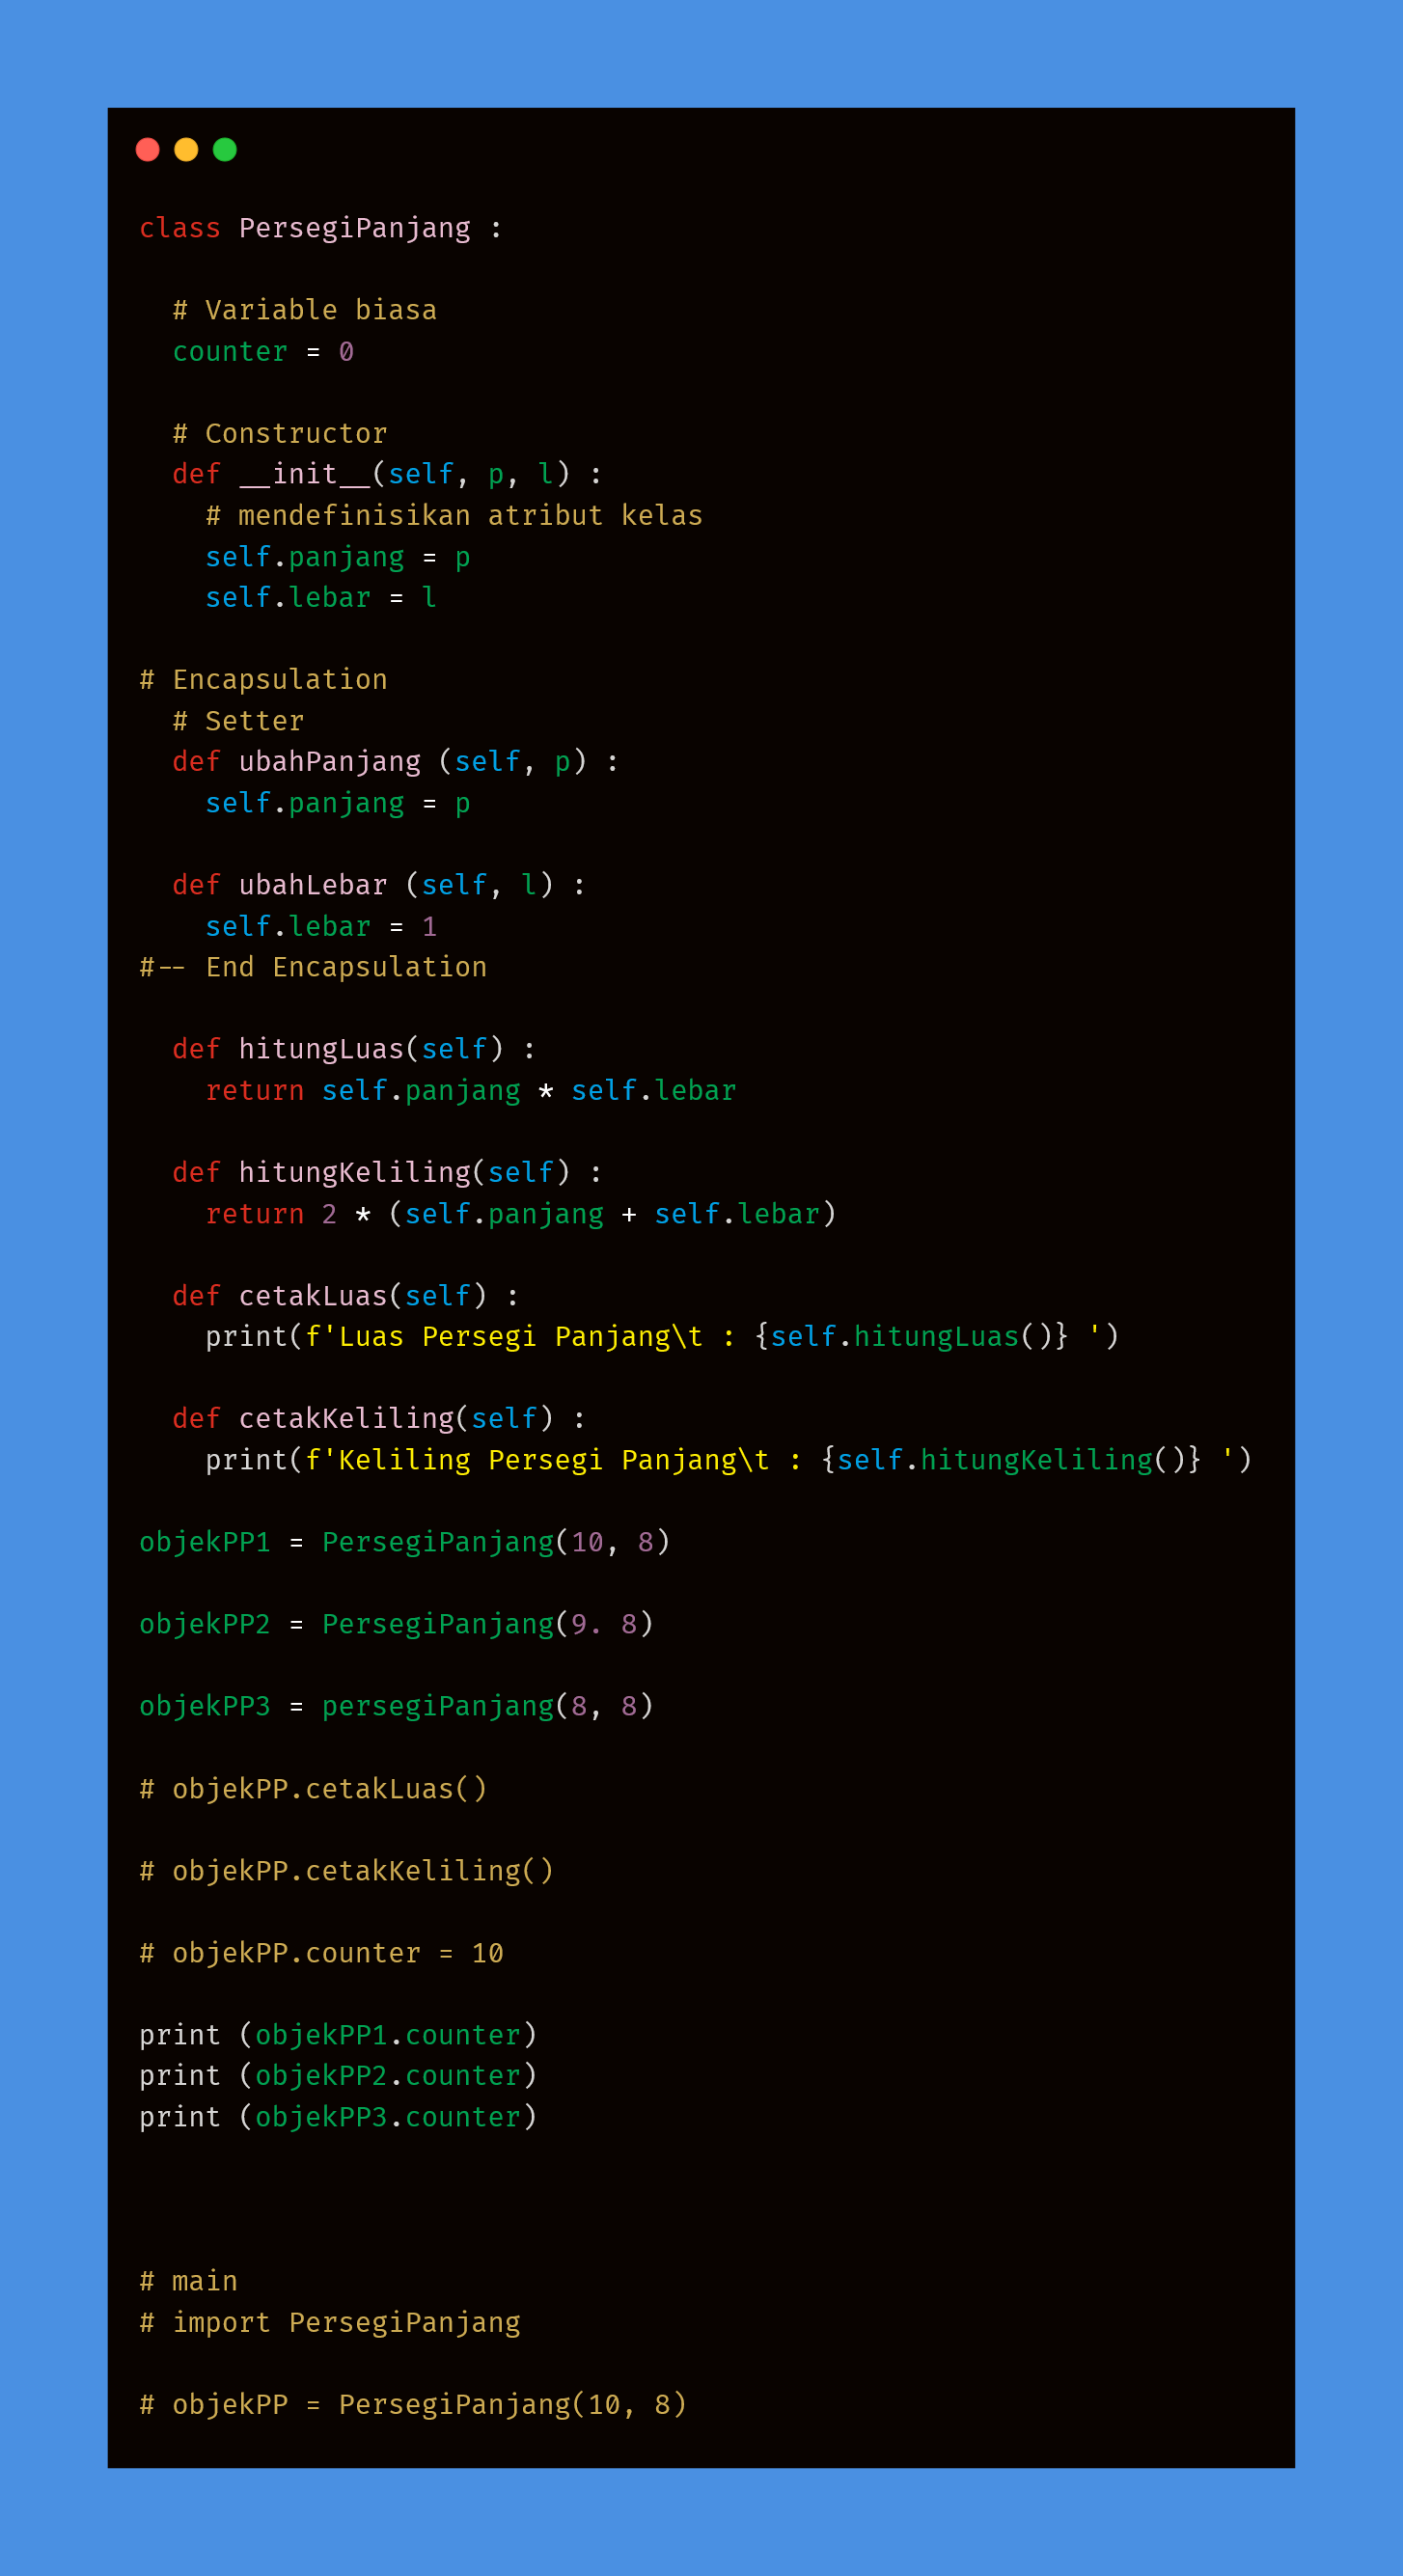 class PersegiPanjang :
  # Variable biasa
  counter = 0
  # Constructor
  def __init__(self, p, l) :
    # mendefinisikan atribut kelas
    self.panjang = p
    self.lebar = l
# Encapsulation
  # Setter
  def ubahPanjang (self, p) :
    self.panjang = p
  def ubahLebar (self, l) :
    self.lebar = 1
#-- End Encapsulation
  def hitungLuas(self) :
    return self.panjang * self.lebar
  def hitungKeliling(self) :
    return 2 * (self.panjang + self.lebar)
  def cetakLuas(self) :
    print(f'Luas Persegi Panjang\t : {self.hitungLuas()} ')
  def cetakKeliling(self) :
    print(f'Keliling Persegi Panjang\t : {self.hitungKeliling()} ')
objekPP1 = PersegiPanjang(10, 8)
objekPP2 = PersegiPanjang(9. 8)
objekPP3 = persegiPanjang(8, 8)
# objekPP.cetakLuas()
# objekPP.cetakKeliling()
# objekPP.counter = 10
print (objekPP1.counter)
print (objekPP2.counter)
print (objekPP3.counter)
# main
# import PersegiPanjang
# objekPP = PersegiPanjang(10, 8)